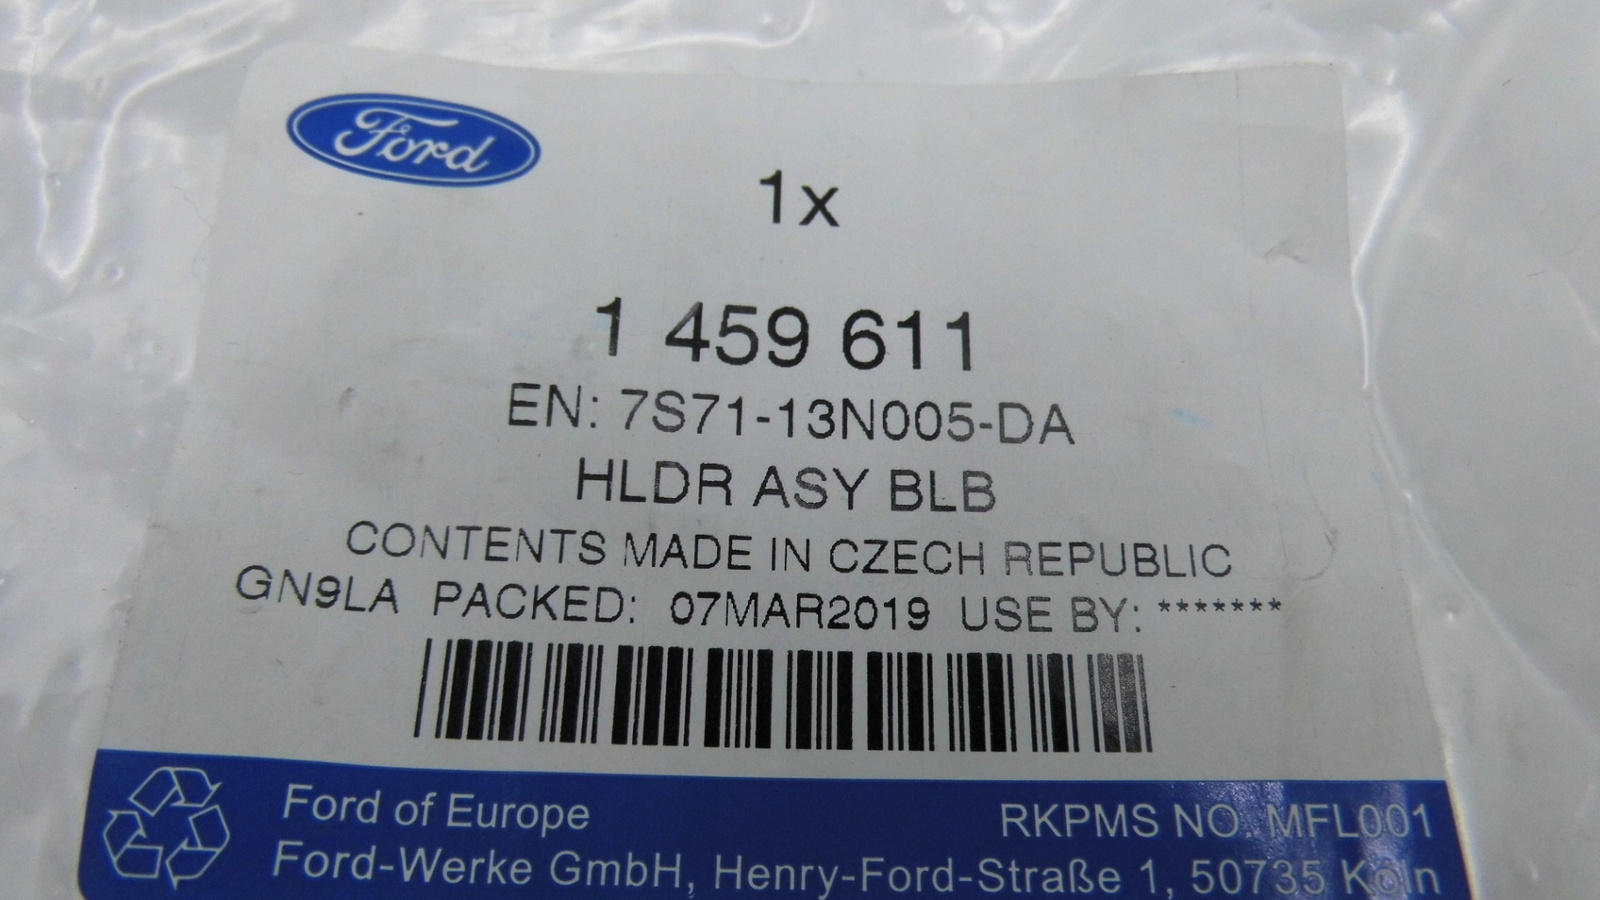 Ford
1x
1 459 611
EN: 7S71-13N005-DA
HLDR ASY BLB
CONTENTS MADE IN CZECH REPUBLIC
GN9LA PACKED: 07MAR2019 USE BY: *******
Ford of Europe RKPMS NO. MFL001
Ford-Werke GmbH, Henry-Ford-Straße 1, 50735 Köln